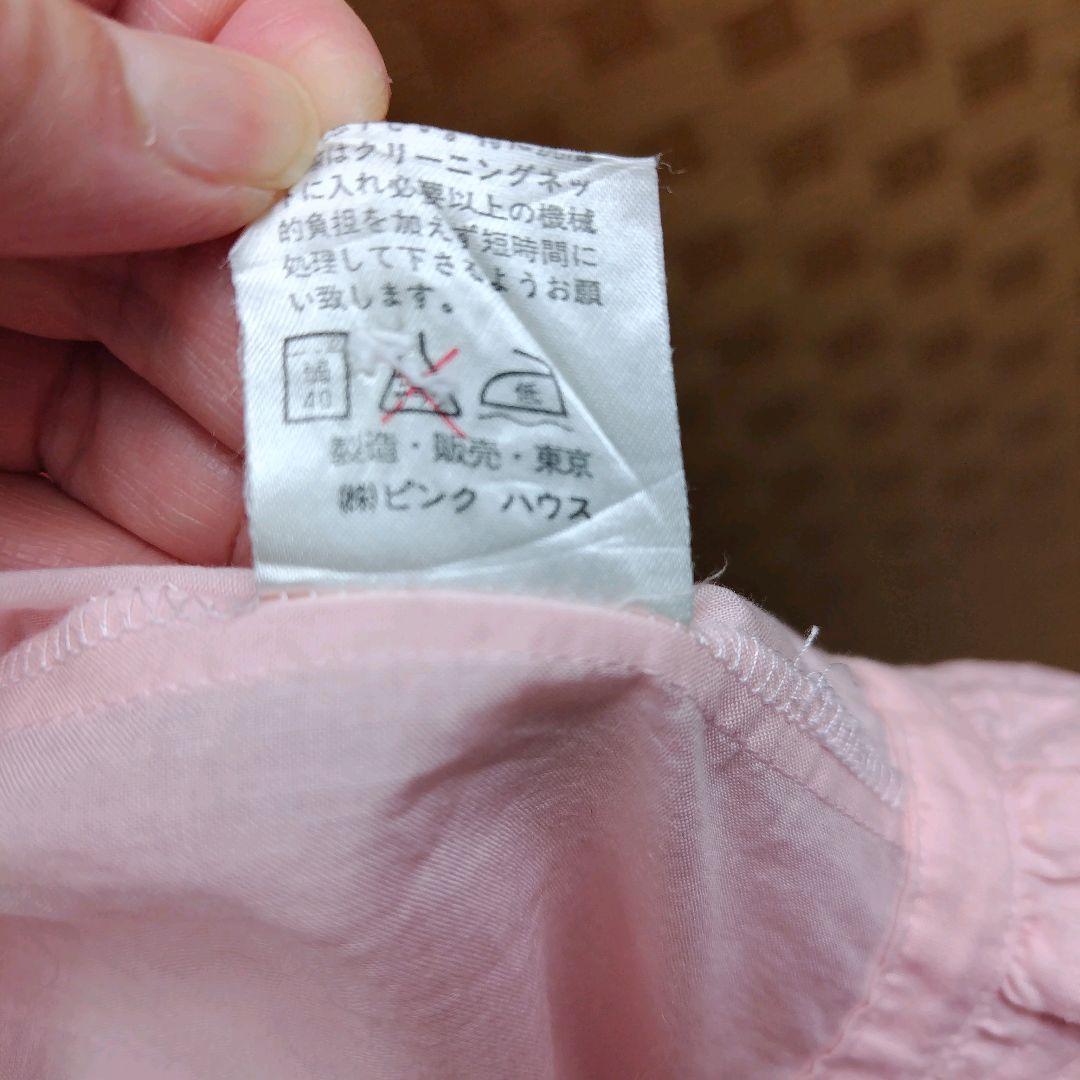 はクリーニングネッ
に入れ必要以上の機械
的負担を加えず短時間に
処理して下さるようお願
い致します。
40
低
製造・販売・東京
㈱ピンク ハウス